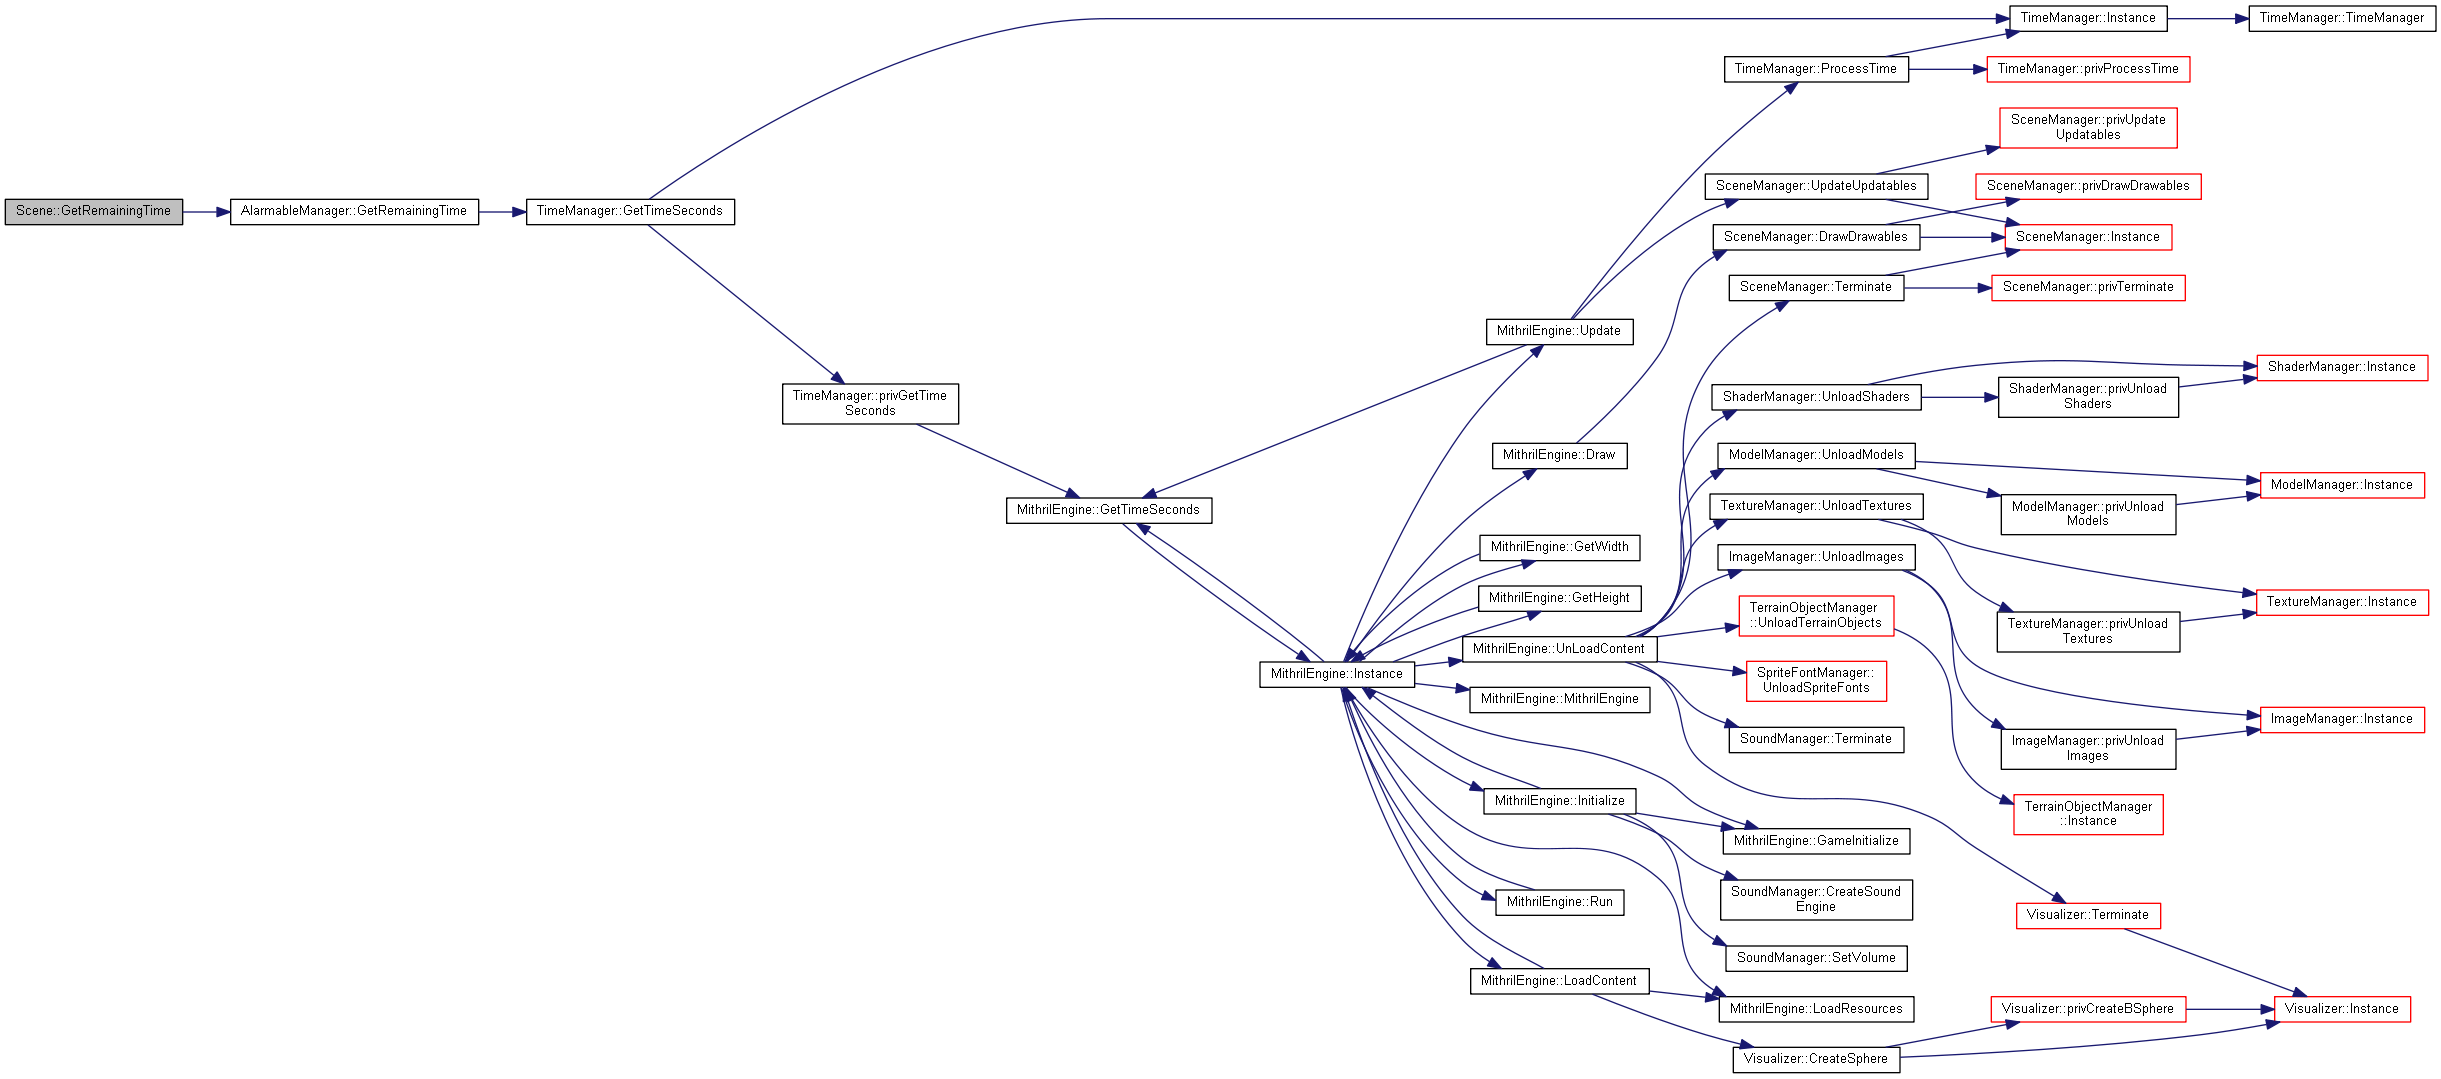 Scene::GetRemainingTime
AlarmableManager::GetRemainingTime
TimeManager::GetTimeSeconds
TimeManager::privGetTime
Seconds
MithrilEngine::GetTimeSeconds
MithrilEngine::Instance
MithrilEngine::Update
MithrilEngine::Draw
MithrilEngine::GetWidth
MithrilEngine::GetHeight
MithrilEngine::UnLoadContent
MithrilEngine::MithrilEngine
MithrilEngine::Initialize
MithrilEngine::Run
MithrilEngine::LoadContent
TimeManager::ProcessTime
SceneManager::UpdateUpdatables
SceneManager::DrawDrawables
SceneManager::Terminate
ShaderManager::UnloadShaders
ModelManager::UnloadModels
TextureManager::UnloadTextures
ImageManager::UnloadImages
TerrainObjectManager
::UnloadTerrainObjects
SpriteFontManager::
UnloadSpriteFonts
SoundManager::Terminate
MithrilEngine::GameInitialize
SoundManager::CreateSound
Engine
SoundManager::SetVolume
MithrilEngine::LoadResources
Visualizer::CreateSphere
TimeManager::Instance
TimeManager::privProcessTime
SceneManager::privUpdate
Updatables
SceneManager::privDrawDrawables
SceneManager::Instance
SceneManager::privTerminate
ShaderManager::privUnload
Shaders
ModelManager::privUnload
Models
TextureManager::privUnload
Textures
ImageManager::privUnload
Images
TerrainObjectManager
::Instance
Visualizer::Terminate
Visualizer::privCreateBSphere
TimeManager::TimeManager
ShaderManager::Instance
ModelManager::Instance
TextureManager::Instance
ImageManager::Instance
Visualizer::Instance